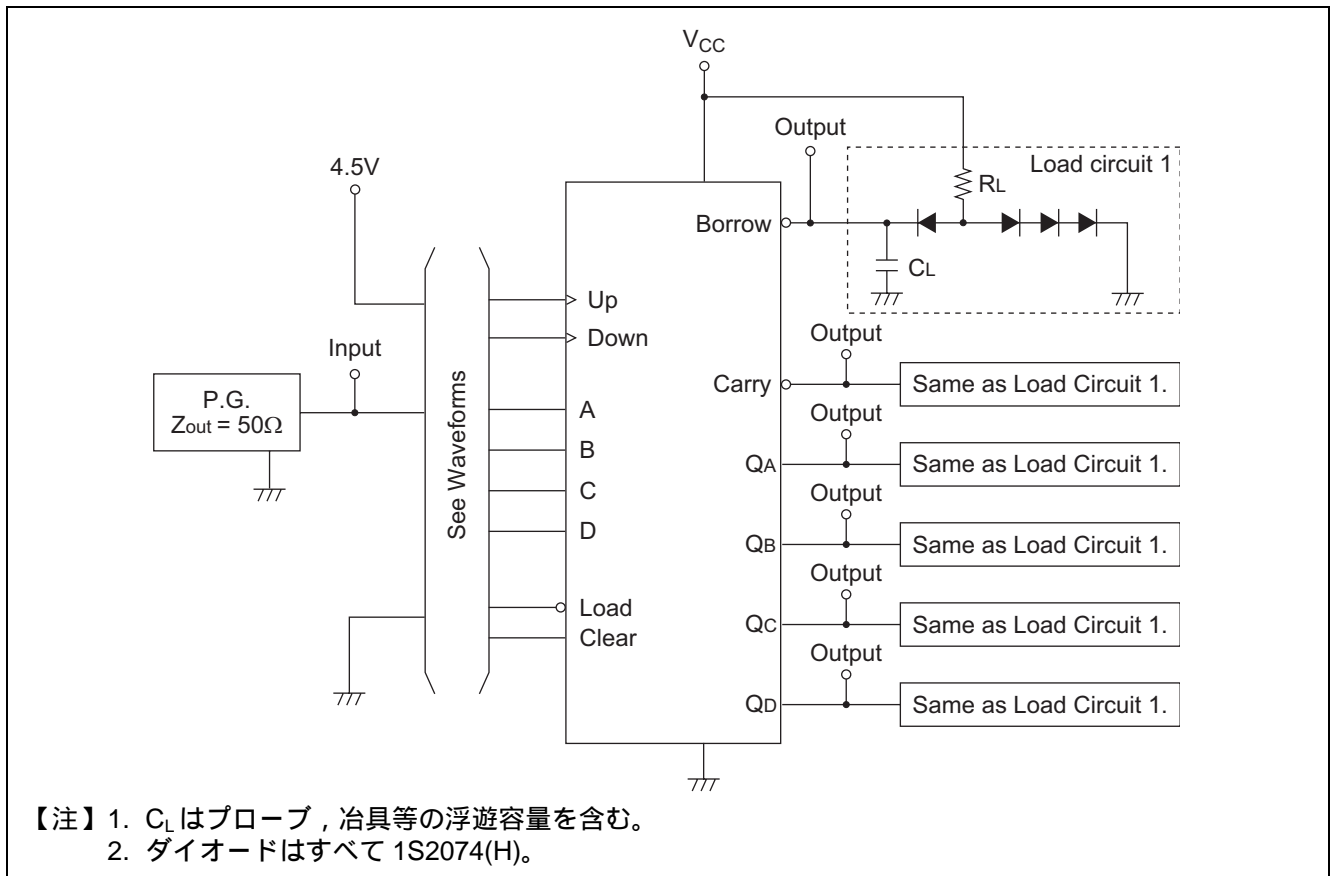 VCC
Output
4.5V
Load circuit 1
RL
Borrow
CL
Up
Down
Output
Input
Carry
Same as Load Circuit 1.
P.G.
Zout = 50Ω
See Waveforms
A
Output
B
QA
Same as Load Circuit 1.
C
Output
D
QB
Same as Load Circuit 1.
Output
Load
QC
Same as Load Circuit 1.
Clear
Output
QD
Same as Load Circuit 1.
【注】1. CLはプローブ，冶具等の浮遊容量を含む。
2. ダイオードはすべて 1S2074(H)。